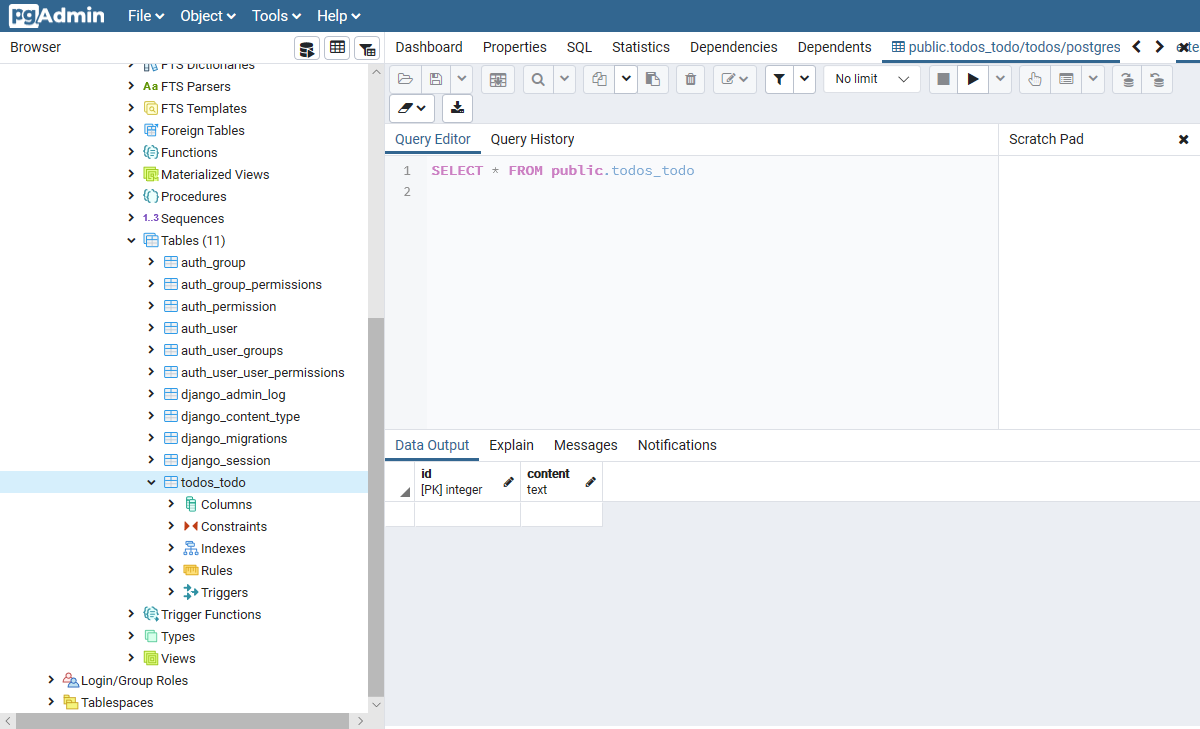 pgAdmin File Object Tools Help
Browser
Dashboard Properties SQL Statistics Dependencies Dependents public.todos_todo/todos/postgres
FTS Dictionaries
Aa FTS Parsers
FTS Templates
Foreign Tables
Functions
Materialized Views
Procedures
1..3 Sequences
Tables (11)
auth_group
auth_group_permissions
auth_permission
auth_user
auth_user_groups
auth_user_user_permissions
django_admin_log
django_content_type
django_migrations
django_session
todos_todo
Columns
Constraints
Indexes
Rules
Triggers
Trigger Functions
Types
Views
Login/Group Roles
Tablespaces
No limit
Query Editor Query History
Scratch Pad
1 SELECT * FROM public.todos_todo
2
Data Output Explain Messages Notifications
id content
[PK] integer text